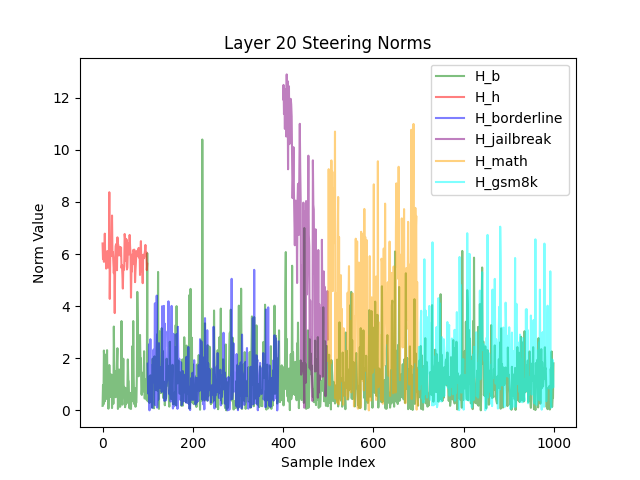 Layer 20 Steering Norms
H_b
H_h
H_borderline
H_jailbreak
H_math
H_gsm8k
Norm Value
12
10
8
6
4
2
0
0
200
400
600
800
1000
Sample Index